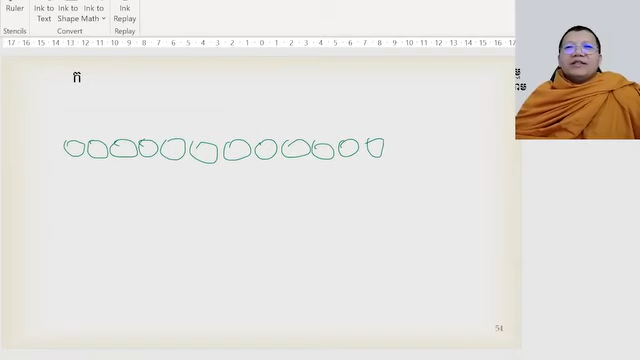 Ruler
Ink to Text
Ink to Shape
Ink to Math
Ink Replay
Stencils
Convert
Replay
17 · 16 · 15 · 14 · 13 · 12 · 11 · 10 · 9 · 8 · 7 · 6 · 5 · 4 · 3 · 2 · 1 · 0 · 1 · 2 · 3 · 4 · 5 · 6 · 7 · 8 · 9 · 10 · 11 · 12 · 13 · 14 · 15 · 16 · 17
ក
54